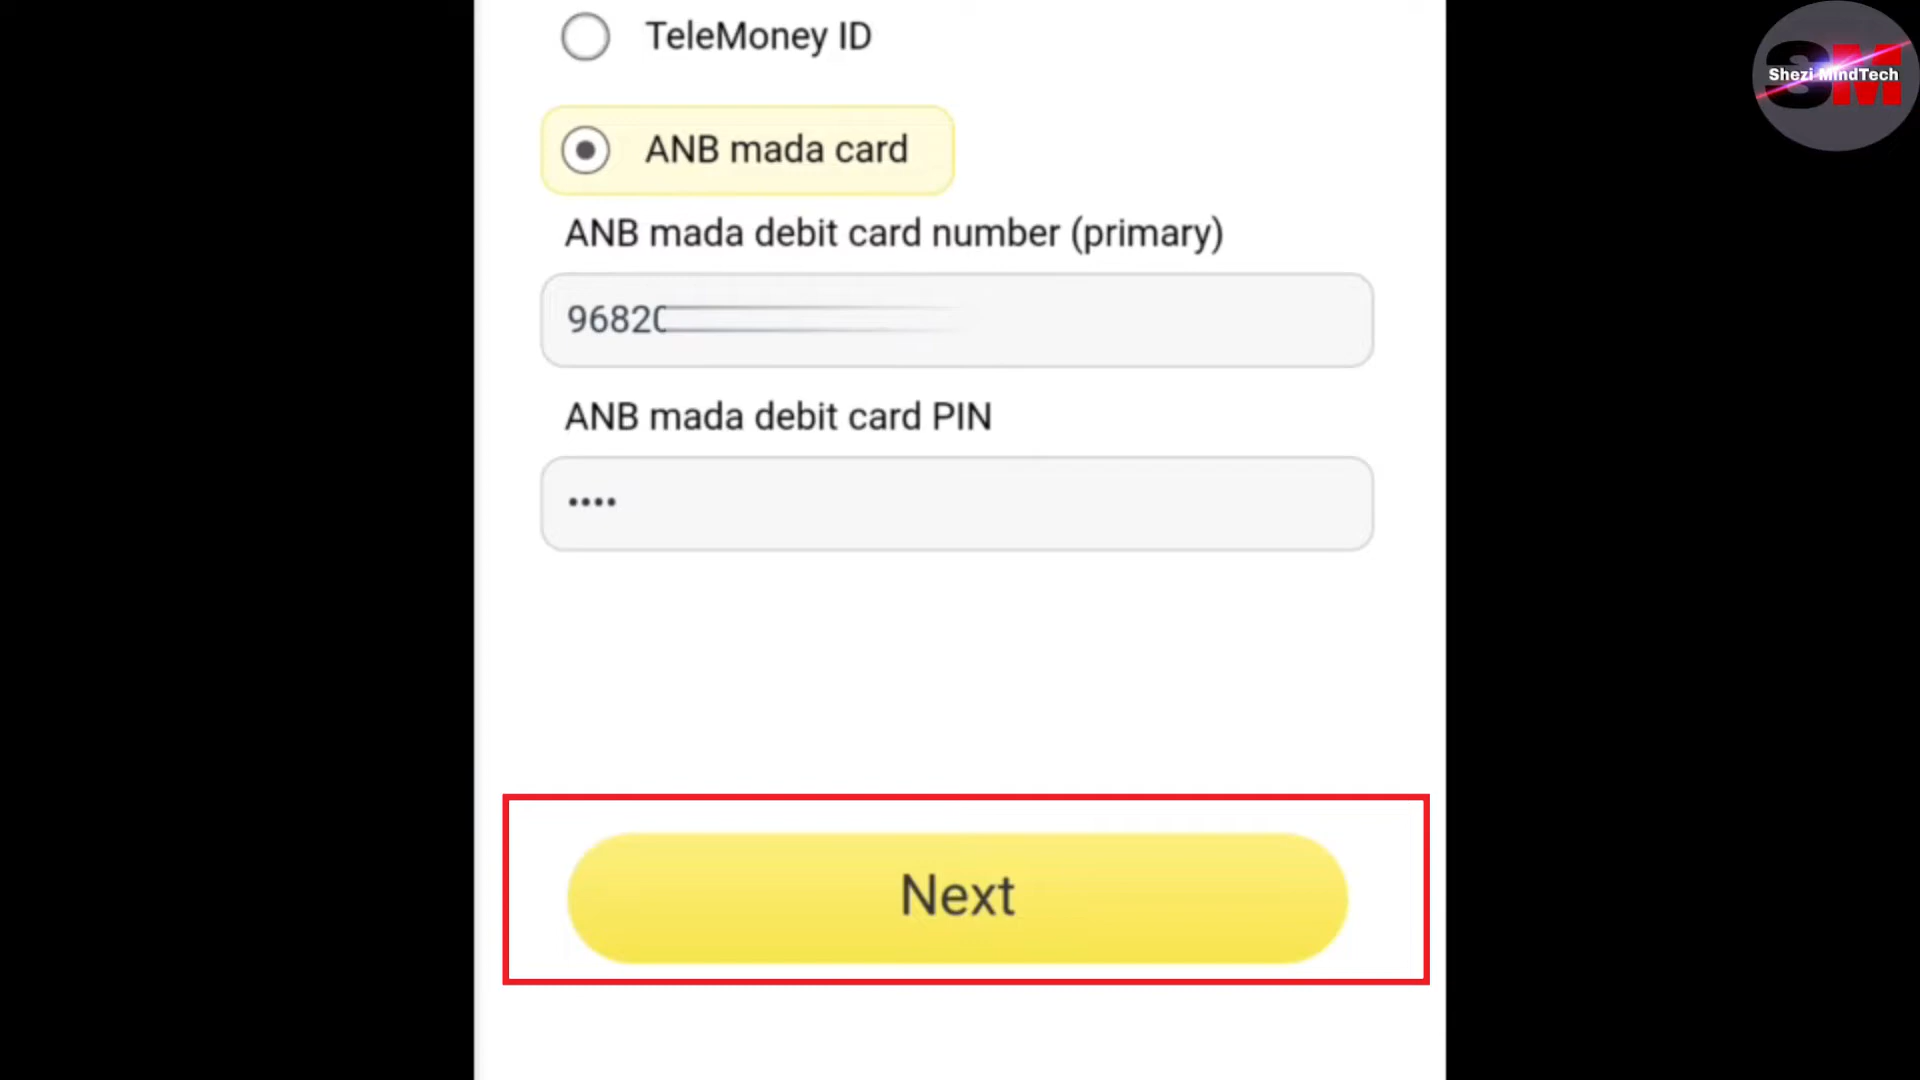 TeleMoney ID
ANB mada card
ANB mada debit card number (primary)
9682
ANB mada debit card PIN
••••
Next
SM
Shezi MindTech